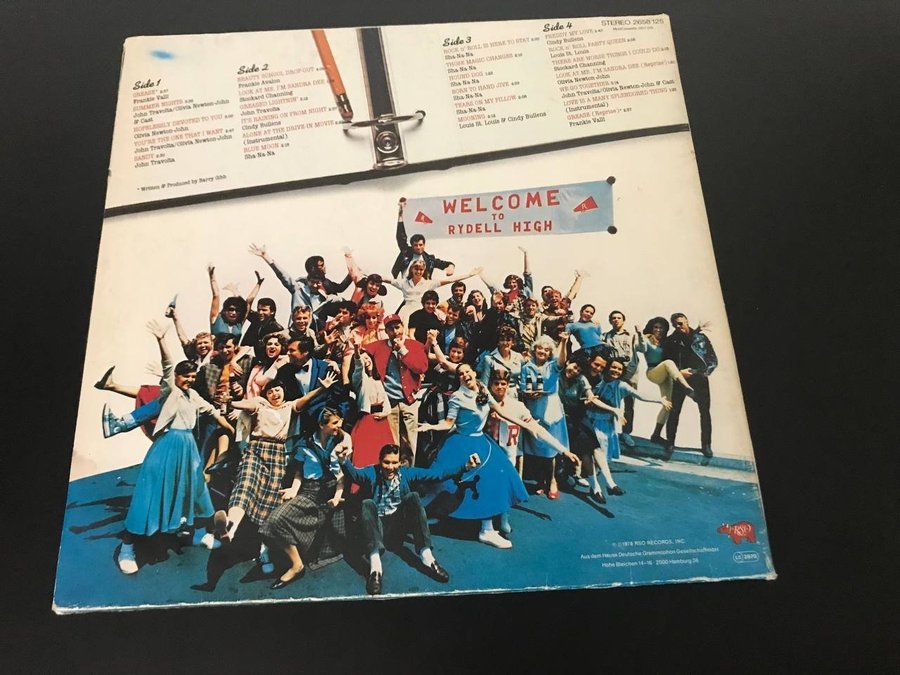 STEREO 2658 125
Side 1
GREASE* 3:27
Frankie Valli
SUMMER NIGHTS 3:36
John Travolta/Olivia Newton-John
& Cast
HOPELESSLY DEVOTED TO YOU 3:00
Olivia Newton-John
YOU'RE THE ONE THAT I WANT 2:47
John Travolta/Olivia Newton-John
SANDY 2:30
John Travolta
* Written & Produced by Barry Gibb
Side 2
BEAUTY SCHOOL DROP-OUT
Frankie Avalon
LOOK AT ME, I'M SANDRA DEE
Stockard Channing
GREASED LIGHTNIN'
John Travolta
IT'S RAINING ON PROM NIGHT
Cindy Bullens
ALONE AT THE DRIVE-IN MOVIE
(Instrumental)
BLUE MOON
Sha-Na-Na
Side 3
ROCK n' ROLL IS HERE TO STAY
Sha-Na-Na
THOSE MAGIC CHANGES
Sha-Na-Na
HOUND DOG
Sha-Na-Na
BORN TO HAND JIVE
Sha-Na-Na
TEARS ON MY PILLOW
Sha-Na-Na
MOONING
Louis St. Louis & Cindy Bullens
Side 4
FREDDY MY LOVE
Cindy Bullens
ROCK n' ROLL PARTY QUEEN
Louis St. Louis
THERE ARE WORSE THINGS I COULD DO
Stockard Channing
LOOK AT ME, I'M SANDRA DEE (Reprise)
Olivia Newton-John
WE GO TOGETHER
John Travolta/Olivia Newton-John & Cast
LOVE IS A MANY SPLENDORED THING
(Instrumental)
GREASE (Reprise)*
Frankie Valli
WELCOME
TO
RYDELL HIGH
R
R
RSO
℗ ©1978 RSO RECORDS, INC.
Aus dem Hause Deutsche Grammophon Gesellschaft mbH
Hohe Bleichen 14-16 2000 Hamburg 36